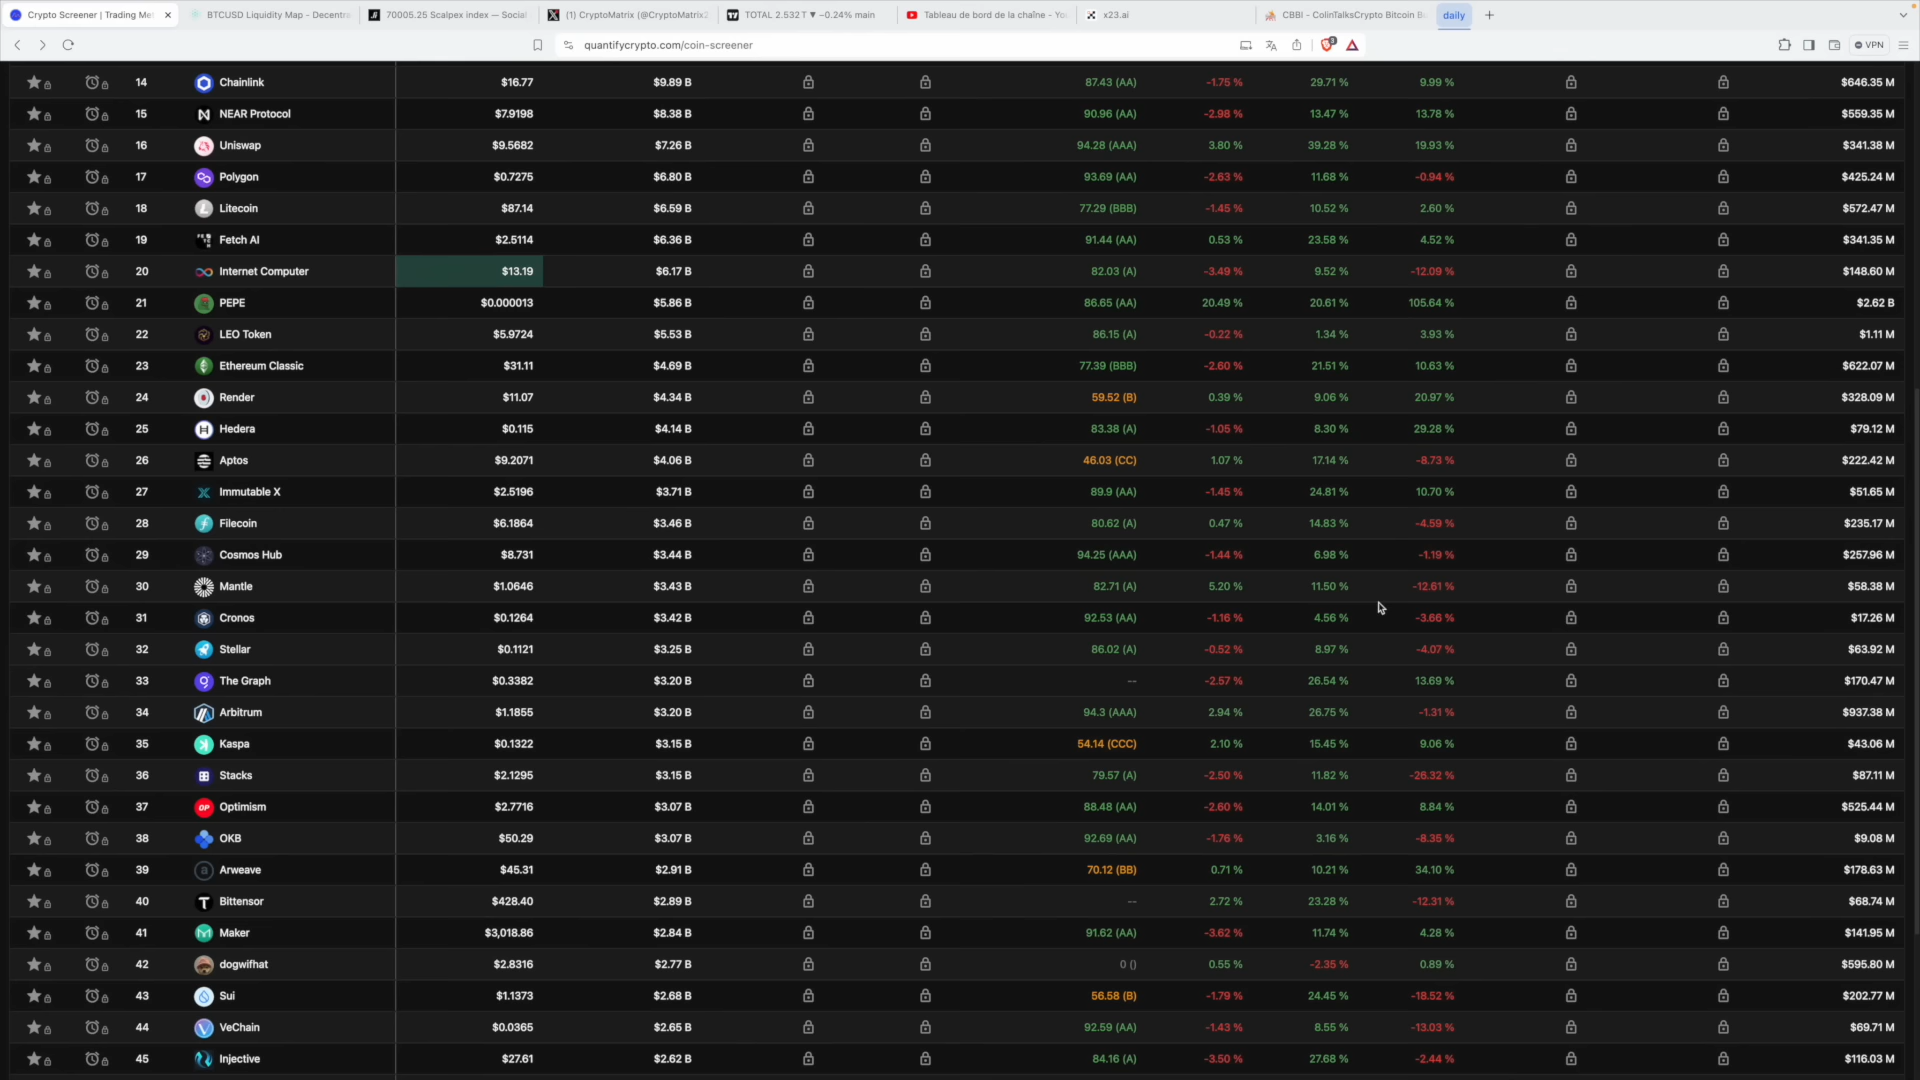 Crypto Screener | Trading Me
BTCUSD Liquidity Map - Decentra
70005.25 Scalpex index — Social
(1) CryptoMatrix (@CryptoMatrix2
TOTAL 2.532 T ▼ −0.24% main
Tableau de bord de la chaîne - Yo
x23.ai
CBBI - ColinTalksCrypto Bitcoin B
daily
quantifycrypto.com/coin-screener
VPN
14 Chainlink $16.77 $9.89 B 87.43 (AA) -1.75 % 29.71 % 9.99 % $646.35 M
15 NEAR Protocol $7.9198 $8.38 B 90.96 (AA) -2.98 % 13.47 % 13.78 % $559.35 M
16 Uniswap $9.5682 $7.26 B 94.28 (AAA) 3.80 % 39.28 % 19.93 % $341.38 M
17 Polygon $0.7275 $6.80 B 93.69 (AA) -2.63 % 11.68 % -0.94 % $425.24 M
18 Litecoin $87.14 $6.59 B 77.29 (BBB) -1.45 % 10.52 % 2.60 % $572.47 M
19 Fetch AI $2.5114 $6.36 B 91.44 (AA) 0.53 % 23.58 % 4.52 % $341.35 M
20 Internet Computer $13.19 $6.17 B 82.03 (A) -3.49 % 9.52 % -12.09 % $148.60 M
21 PEPE $0.000013 $5.86 B 86.65 (AA) 20.49 % 20.61 % 105.64 % $2.62 B
22 LEO Token $5.9724 $5.53 B 86.15 (A) -0.22 % 1.34 % 3.93 % $1.11 M
23 Ethereum Classic $31.11 $4.69 B 77.39 (BBB) -2.60 % 21.51 % 10.63 % $622.07 M
24 Render $11.07 $4.34 B 59.52 (B) 0.39 % 9.06 % 20.97 % $328.09 M
25 Hedera $0.115 $4.14 B 83.38 (A) -1.05 % 8.30 % 29.28 % $79.12 M
26 Aptos $9.2071 $4.06 B 46.03 (CC) 1.07 % 17.14 % -8.73 % $222.42 M
27 Immutable X $2.5196 $3.71 B 89.9 (AA) -1.45 % 24.81 % 10.70 % $51.65 M
28 Filecoin $6.1864 $3.46 B 80.62 (A) 0.47 % 14.83 % -4.59 % $235.17 M
29 Cosmos Hub $8.731 $3.44 B 94.25 (AAA) -1.44 % 6.98 % -1.19 % $257.96 M
30 Mantle $1.0646 $3.43 B 82.71 (A) 5.20 % 11.50 % -12.61 % $58.38 M
31 Cronos $0.1264 $3.42 B 92.53 (AA) -1.16 % 4.56 % -3.66 % $17.26 M
32 Stellar $0.1121 $3.25 B 86.02 (A) -0.52 % 8.97 % -4.07 % $63.92 M
33 The Graph $0.3382 $3.20 B -- -2.57 % 26.54 % 13.69 % $170.47 M
34 Arbitrum $1.1855 $3.20 B 94.3 (AAA) 2.94 % 26.75 % -1.31 % $937.38 M
35 Kaspa $0.1322 $3.15 B 54.14 (CCC) 2.10 % 15.45 % 9.06 % $43.06 M
36 Stacks $2.1295 $3.15 B 79.57 (A) -2.50 % 11.82 % -26.32 % $87.11 M
37 Optimism $2.7716 $3.07 B 88.48 (AA) -2.60 % 14.01 % 8.84 % $525.44 M
38 OKB $50.29 $3.07 B 92.69 (AA) -1.76 % 3.16 % -8.35 % $9.08 M
39 Arweave $45.31 $2.91 B 70.12 (BB) 0.71 % 10.21 % 34.10 % $178.63 M
40 Bittensor $428.40 $2.89 B -- 2.72 % 23.28 % -12.31 % $68.74 M
41 Maker $3,018.86 $2.84 B 91.62 (AA) -3.62 % 11.74 % 4.28 % $141.95 M
42 dogwifhat $2.8316 $2.77 B 0 () 0.55 % -2.35 % 0.89 % $595.80 M
43 Sui $1.1373 $2.68 B 56.58 (B) -1.79 % 24.45 % -18.52 % $202.77 M
44 VeChain $0.0365 $2.65 B 92.59 (AA) -1.43 % 8.55 % -13.03 % $69.71 M
45 Injective $27.61 $2.62 B 84.16 (A) -3.50 % 27.68 % -2.44 % $116.03 M